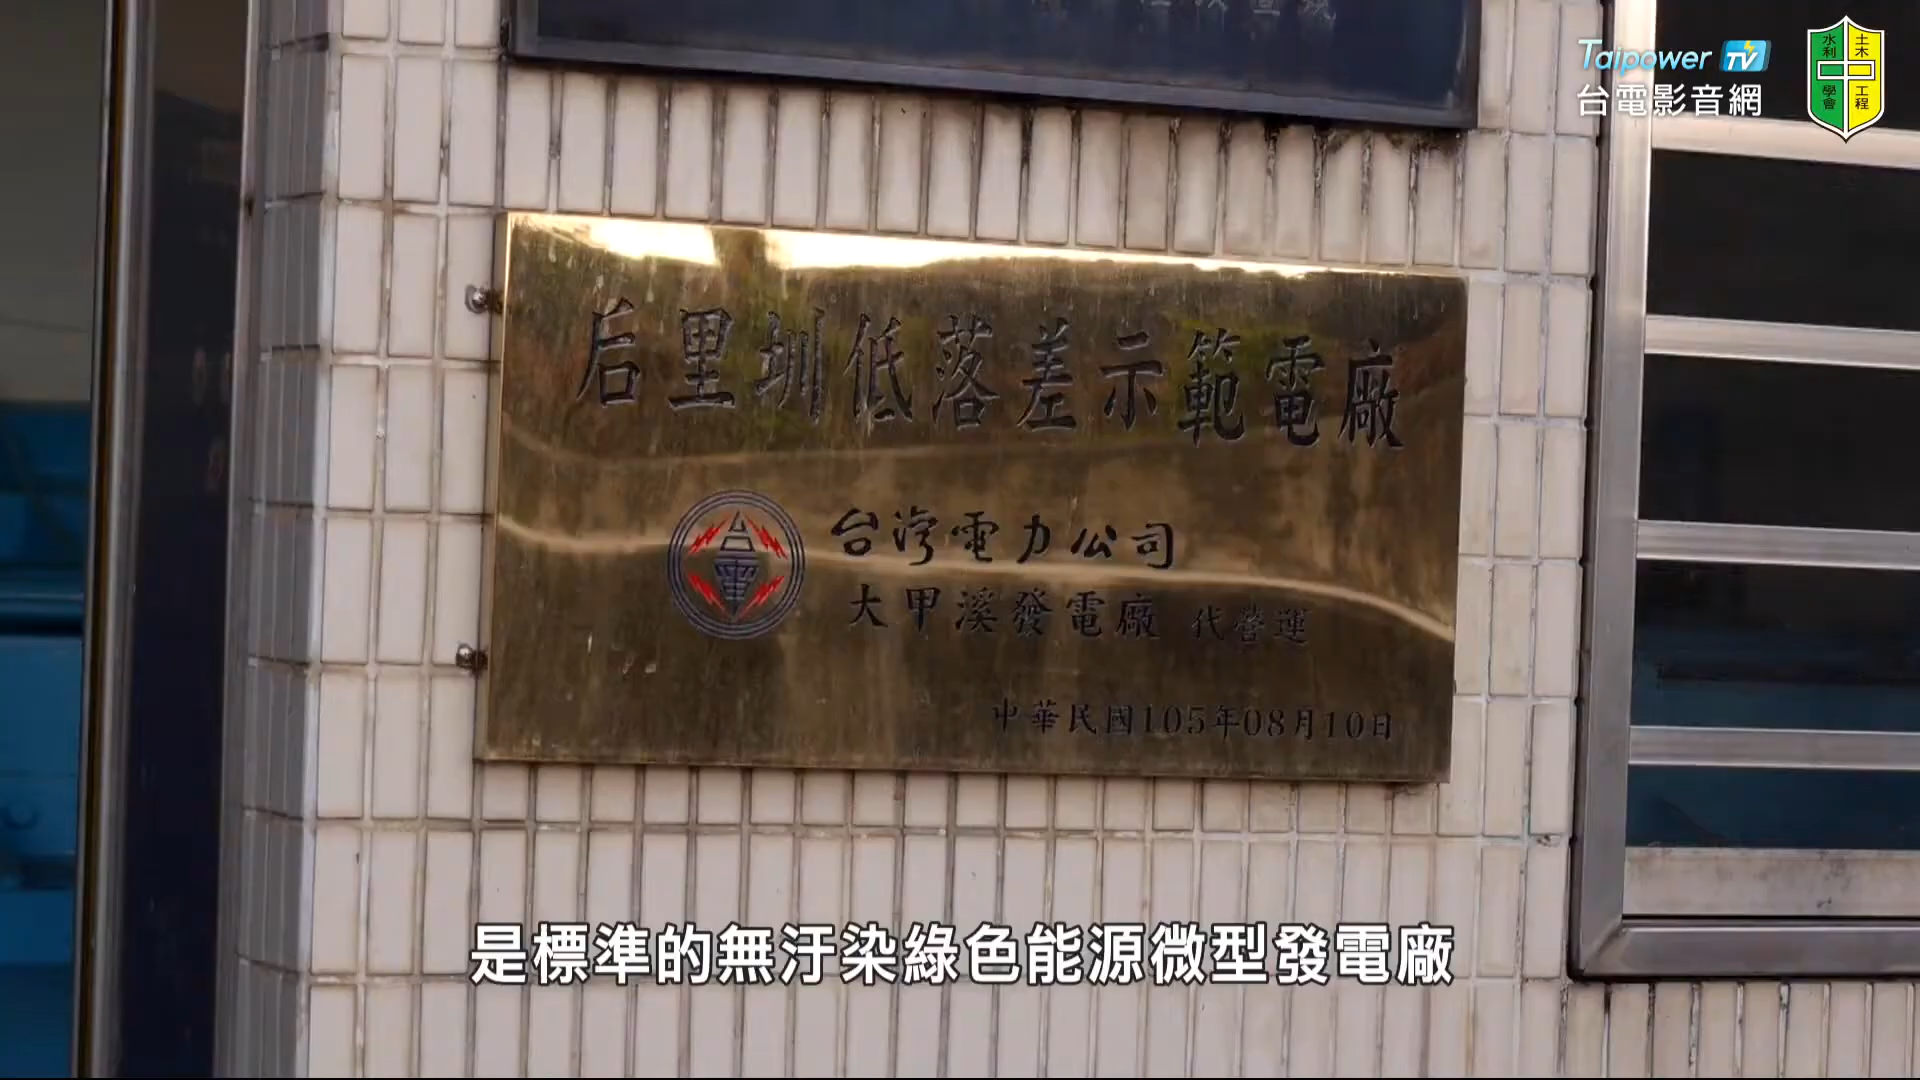 Taipower TV
台電影音網
水利 土木
中
學會 工程
后里圳低落差示範電廠
台電
台灣電力公司
大甲溪發電廠 代營運
中華民國105年08月10日
是標準的無汙染綠色能源微型發電廠